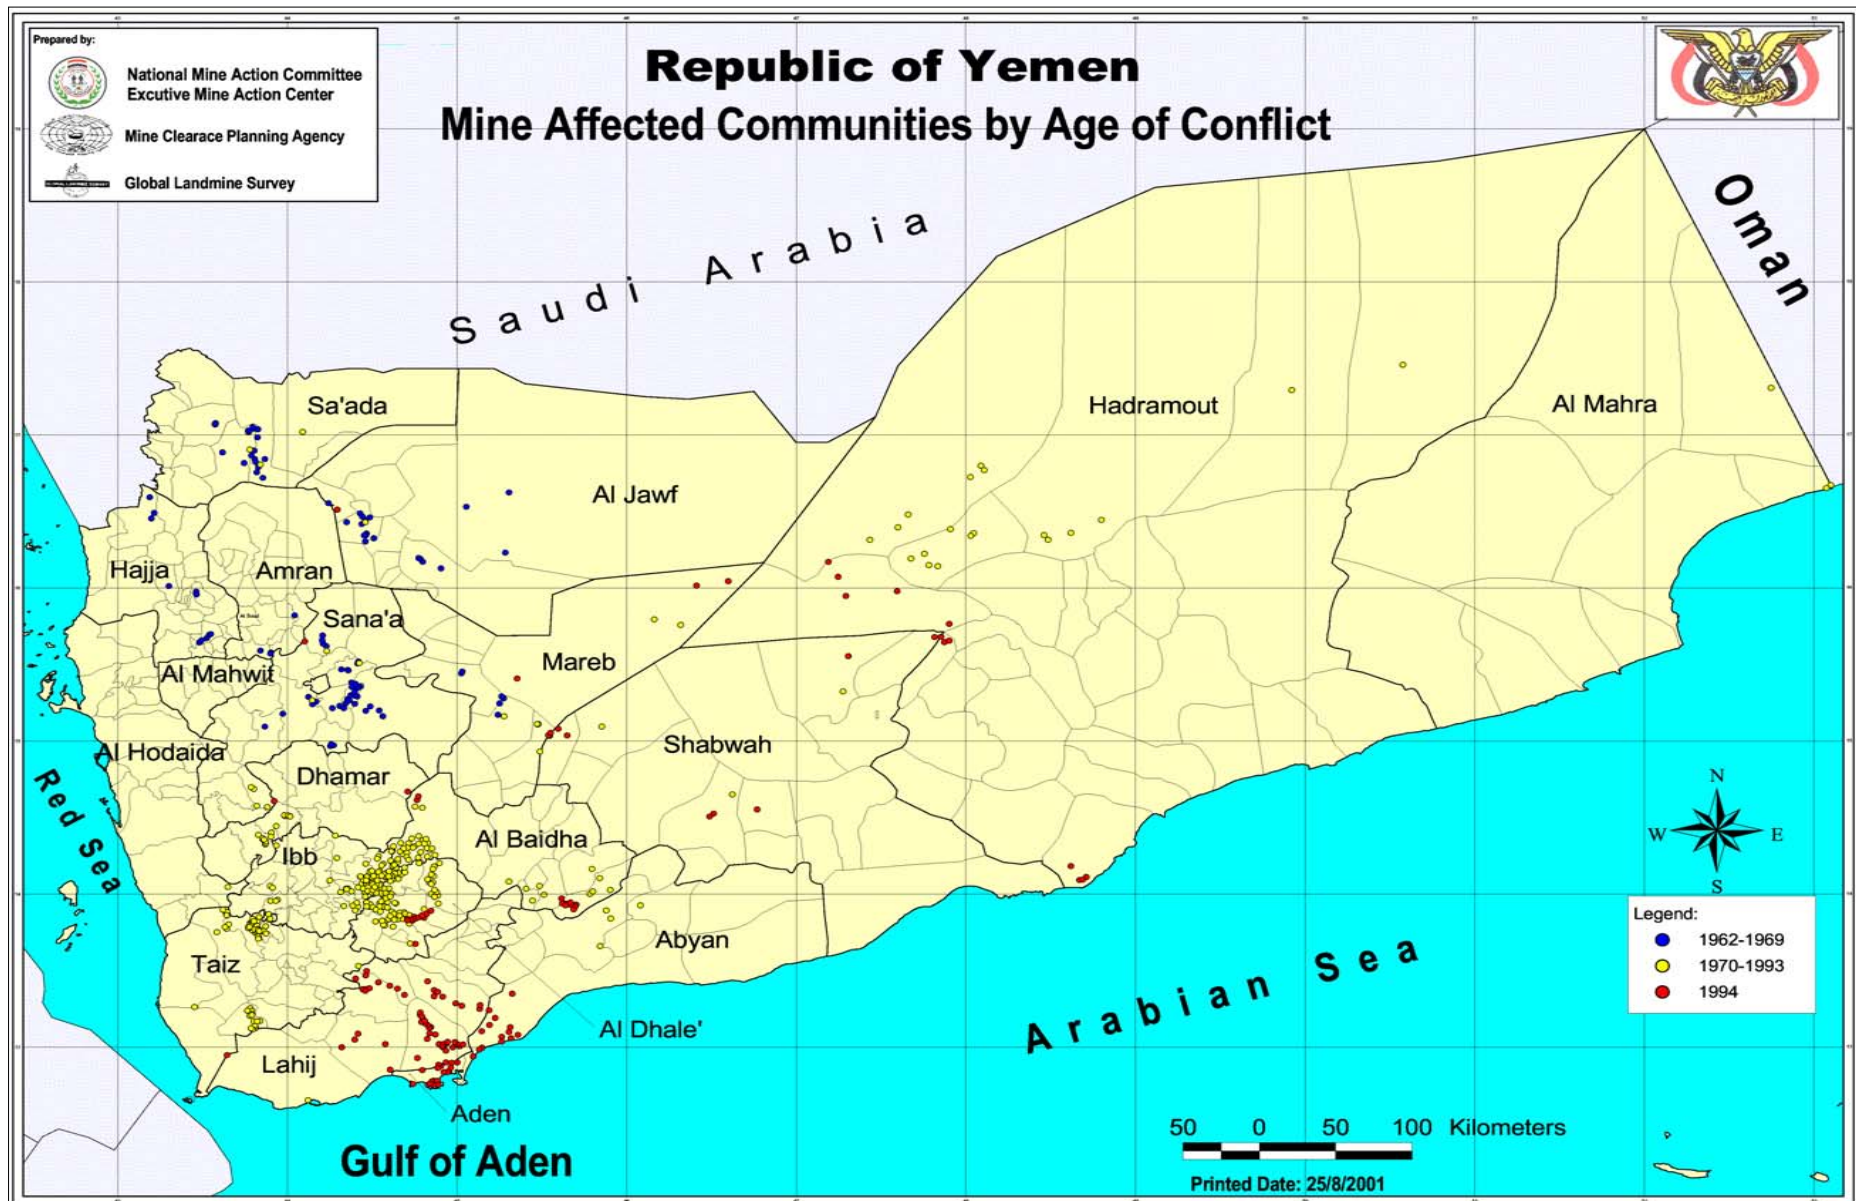 Prepared by:
National Mine Action Committee
Excutive Mine Action Center
Mine Clearace Planning Agency
Global Landmine Survey
Republic of Yemen
Mine Affected Communities by Age of Conflict
Saudi Arabia
Oman
Sa'ada
Hadramout
Al Mahra
Al Jawf
Hajja
Amran
Sana'a
Mareb
Al Mahwit
Shabwah
Al Hodaida
Dhamar
Red Sea
Al Baidha
Ibb
Abyan
Taiz
Al Dhale'
Lahij
Aden
Arabian Sea
Gulf of Aden
N
W E
S
Legend:
1962-1969
1970-1993
1994
50 0 50 100 Kilometers
Printed Date: 25/8/2001